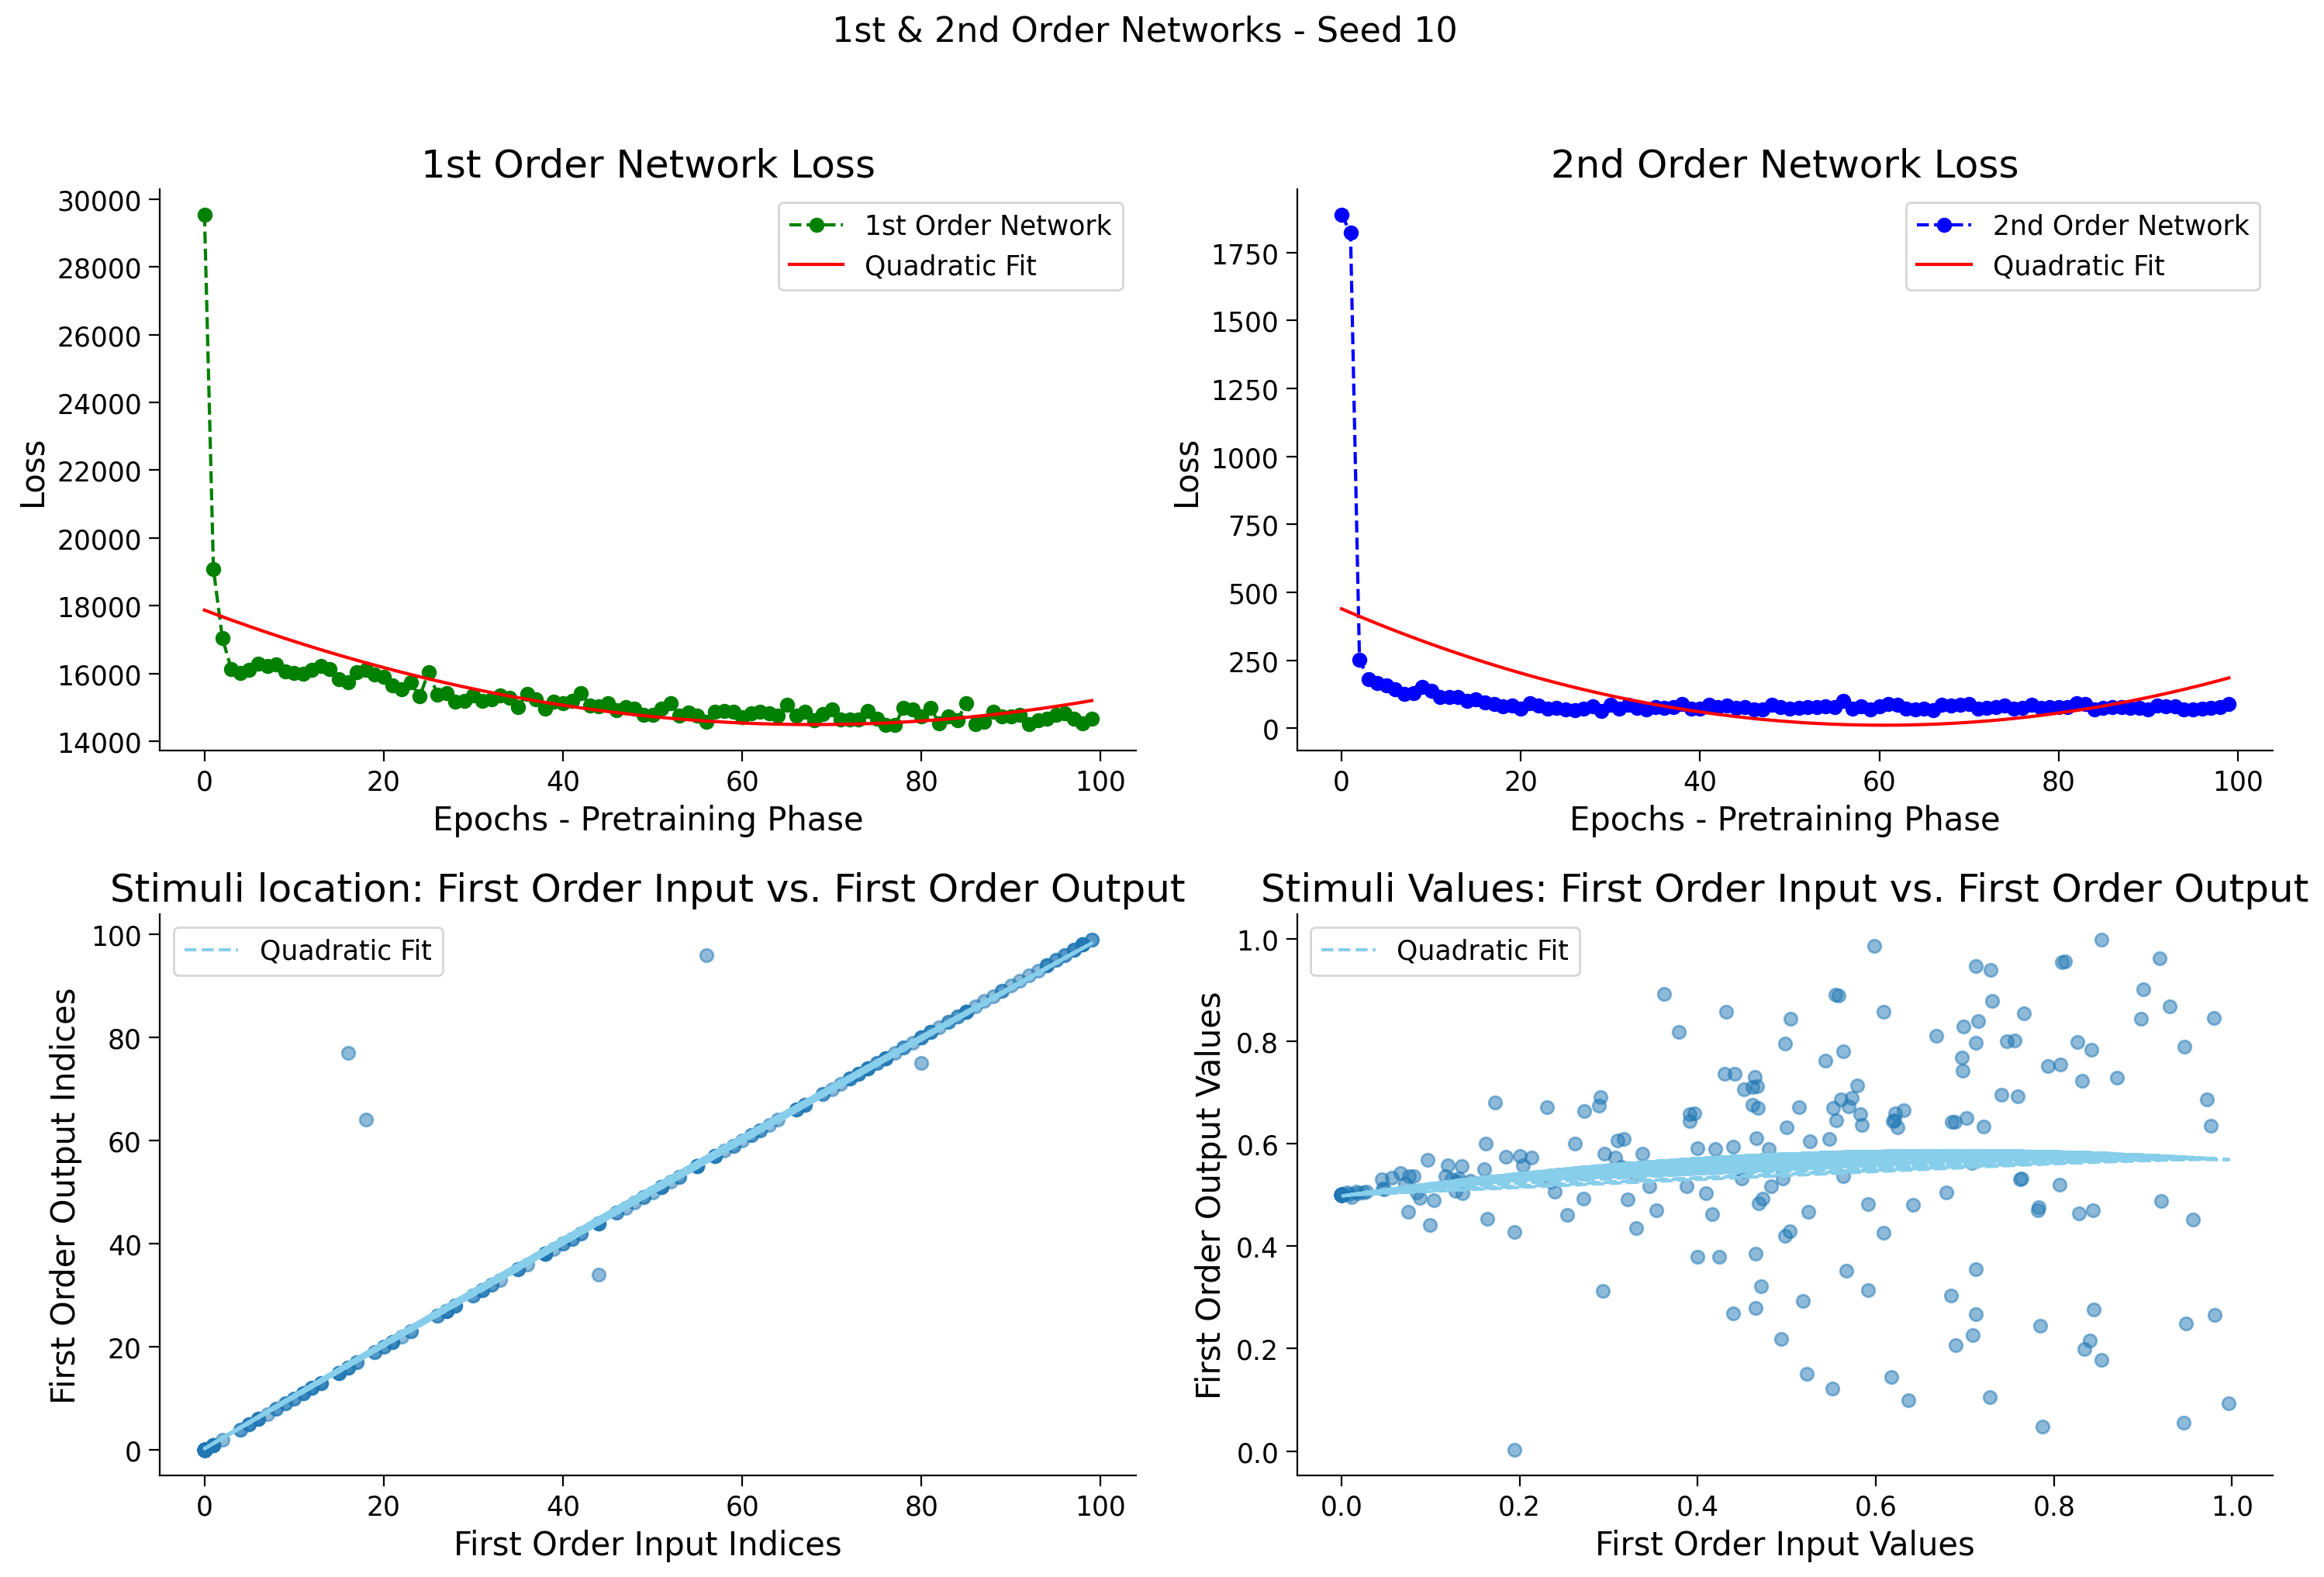 1st & 2nd Order Networks - Seed 10
1st Order Network Loss
30000
28000
26000
24000
22000
20000
18000
16000
14000
Loss
1st Order Network
Quadratic Fit
0 20 40 60 80 100
Epochs - Pretraining Phase
2nd Order Network Loss
1750
1500
1250
1000
750
500
250
0
Loss
2nd Order Network
Quadratic Fit
0 20 40 60 80 100
Epochs - Pretraining Phase
Stimuli location: First Order Input vs. First Order Output
100
80
60
40
20
0
First Order Output Indices
Quadratic Fit
0 20 40 60 80 100
First Order Input Indices
Stimuli Values: First Order Input vs. First Order Output
1.0
0.8
0.6
0.4
0.2
0.0
First Order Output Values
Quadratic Fit
0.0 0.2 0.4 0.6 0.8 1.0
First Order Input Values